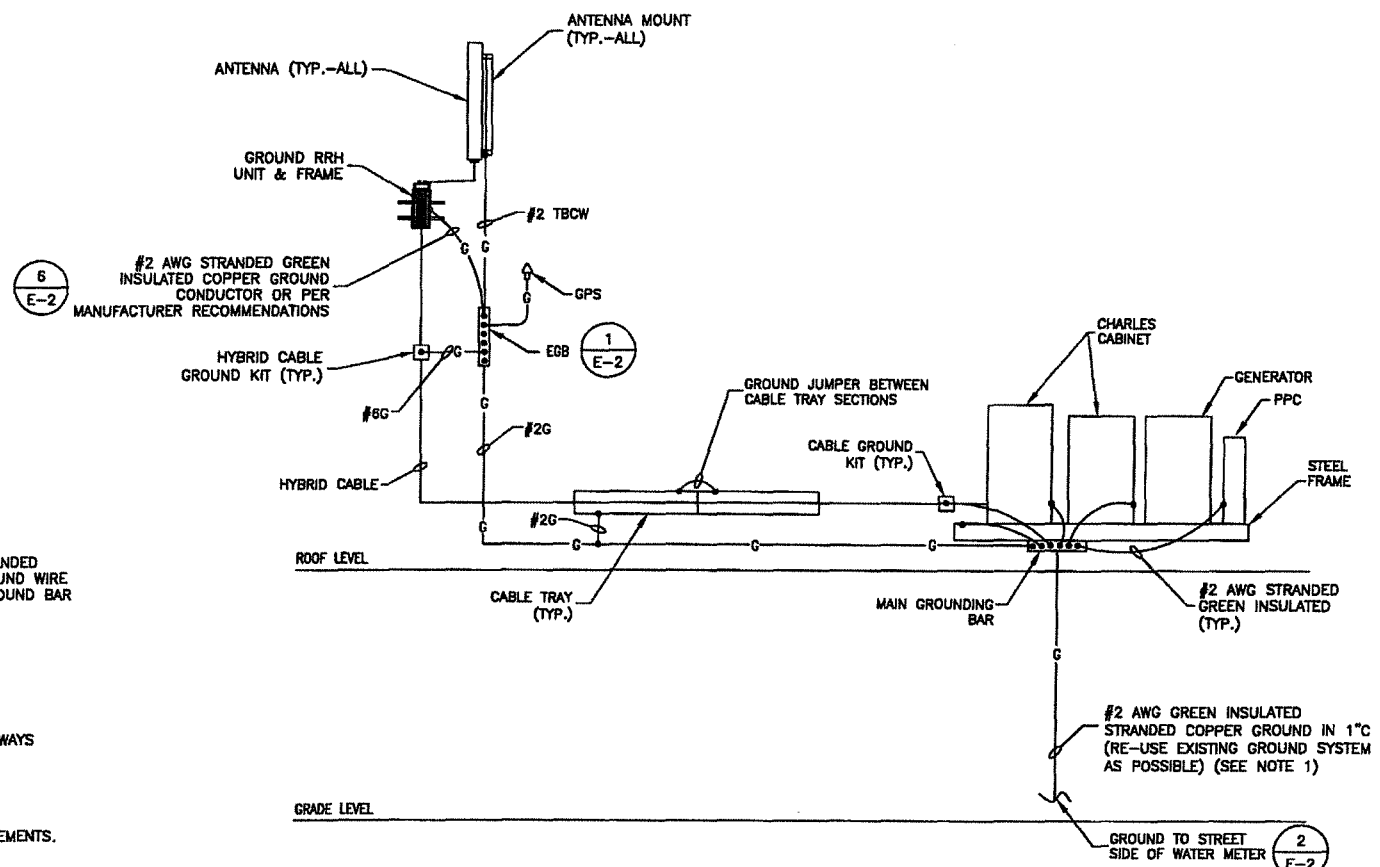 ANTENNA MOUNT
(TYP.-ALL)
ANTENNA (TYP.-ALL)
GROUND RRH
UNIT & FRAME
#2 TBCW
G
G
#2 AWG STRANDED GREEN
INSULATED COPPER GROUND
CONDUCTOR OR PER
MANUFACTURER RECOMMENDATIONS
6
E-2
GPS
G
EGB
1
E-2
HYBRID CABLE
GROUND KIT (TYP.)
G
#6G
G
#2G
HYBRID CABLE
GROUND JUMPER BETWEEN
CABLE TRAY SECTIONS
CABLE GROUND
KIT (TYP.)
CHARLES
CABINET
GENERATOR
PPC
STEEL
FRAME
#2G
G
G
G
G
ROOF LEVEL
CABLE TRAY
(TYP.)
MAIN GROUNDING
BAR
#2 AWG STRANDED
GREEN INSULATED
(TYP.)
ANDED
UND WIRE
OUND BAR
G
WAYS
#2 AWG GREEN INSULATED
STRANDED COPPER GROUND IN 1"C
(RE-USE EXISTING GROUND SYSTEM
AS POSSIBLE) (SEE NOTE 1)
GRADE LEVEL
EMENTS.
GROUND TO STREET
SIDE OF WATER METER
2
E-2